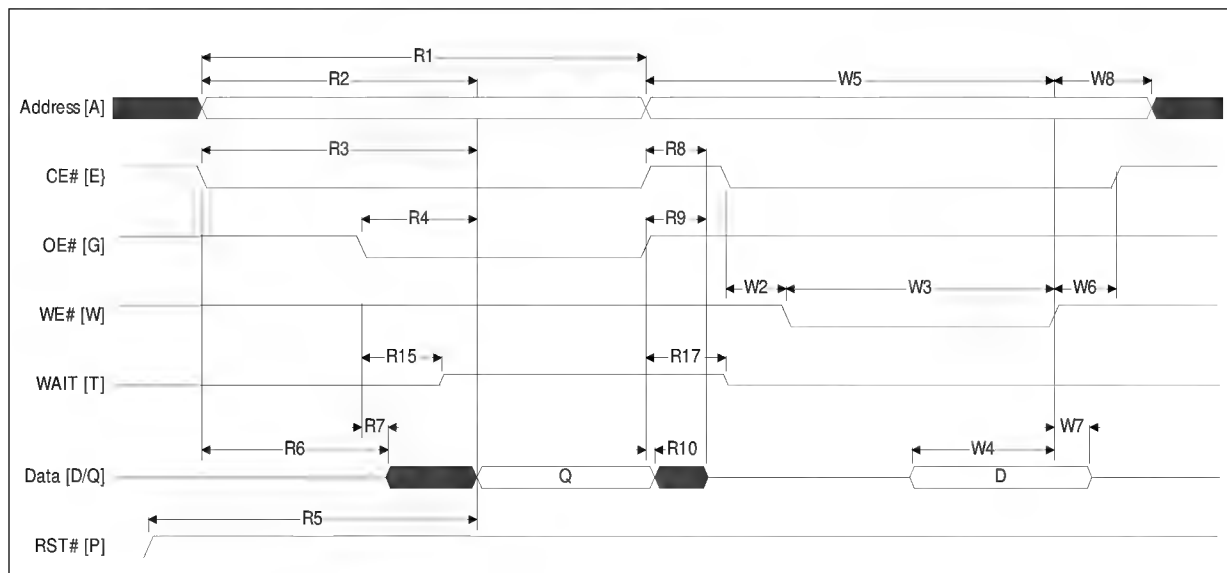 R1
R2
W5
W8
Address [A]
R3
R8
CE# [E}
R4
R9
OE# [G]
W2
W3
W6
WE# [W]
R15
R17
WAIT [T]
R7
W7
R6
R10
W4
Data [D/Q]
Q
D
R5
RST# [P]